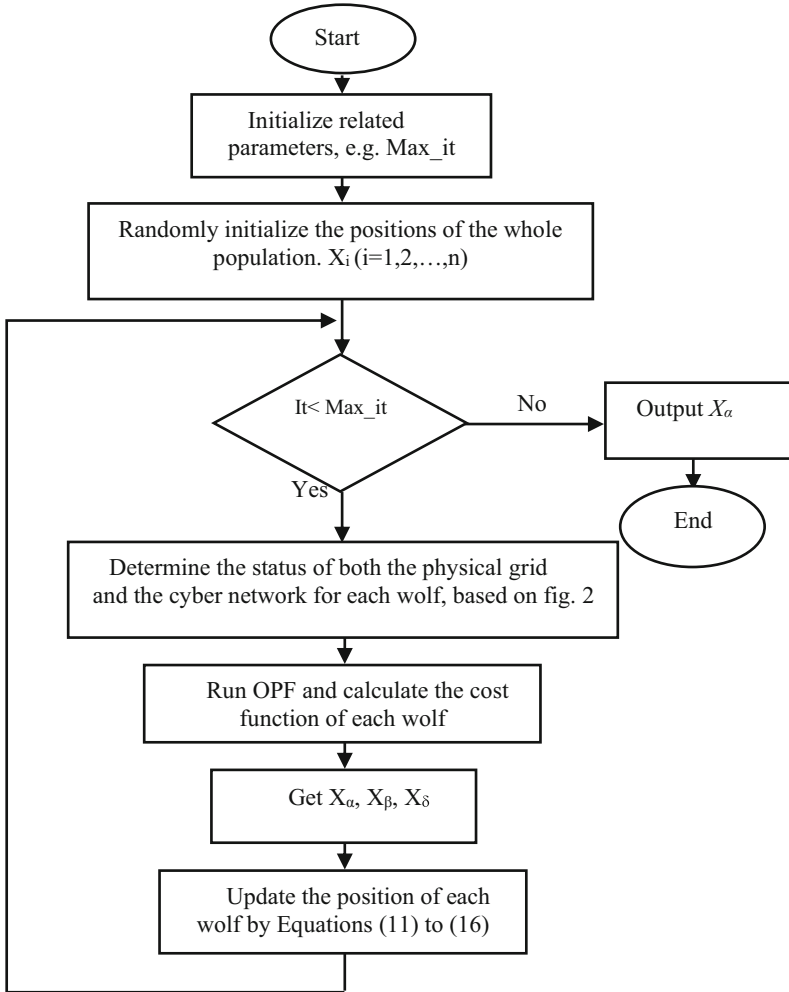 Start
Initialize related
parameters, e.g. Max_it
Randomly initialize the positions of the whole
population. Xᵢ (i=1,2,…,n)
It< Max_it
No
Output Xα
Yes
End
Determine the status of both the physical grid
and the cyber network for each wolf, based on fig. 2
Run OPF and calculate the cost
function of each wolf
Get Xα, Xβ, Xδ
Update the position of each
wolf by Equations (11) to (16)